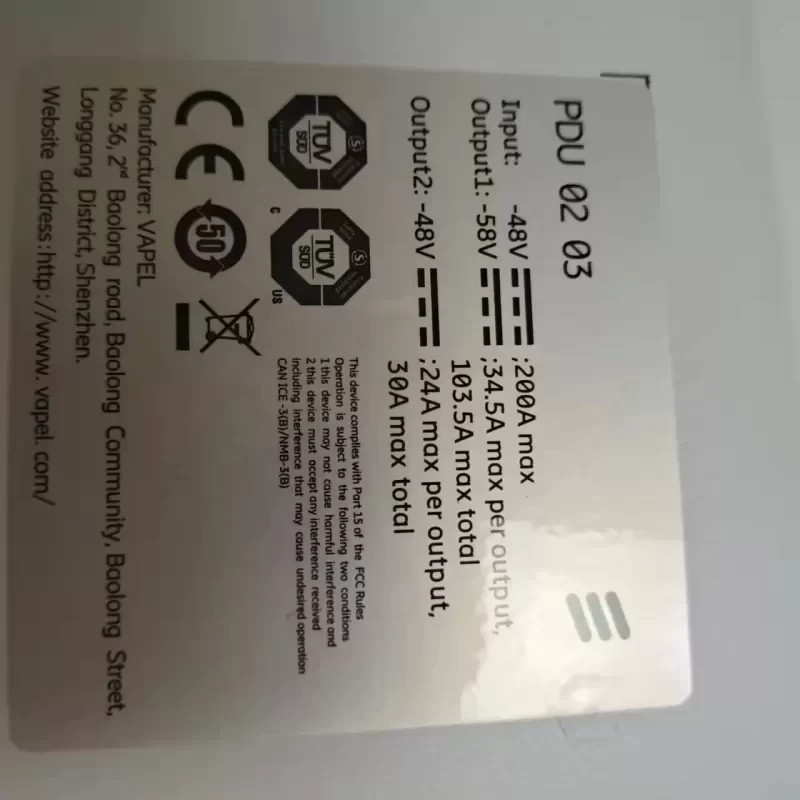 PDU 02 03
Input: -48V ;200A max
Output1: -58V ;34.5A max per output,
103.5A max total
Output2: -48V ;24A max per output,
30A max total
TÜV
SÜD
TÜV
SÜD
C
US
This device complies with Part 15 of the FCC Rules
Operation is subject to the following two conditions
1 this device may not cause harmful interference and
2 this device must accept any interference received
including interference that may cause undesired operation
CAN ICE -3(B)/NMB-3(B)
CE
50
Manufacturer: VAPEL
No. 36, 2nd Baolong road, Baolong Community, Baolong Street,
Longgang District, Shenzhen.
Website address:http://www.vapel.com/